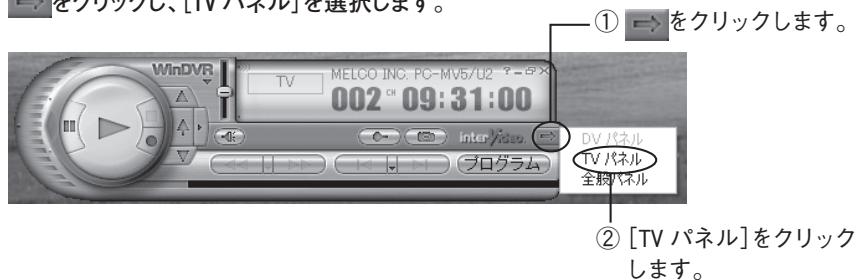 をクリックし、[TV パネル]を選択します。
① をクリックします。
WinDVR
TV
MELCO INC. PC-MV5/U2 ? - X
002 CH 09:31:00
interVideo.
プログラム
DV パネル
TV パネル
全般パネル
② [TV パネル]をクリック
します。